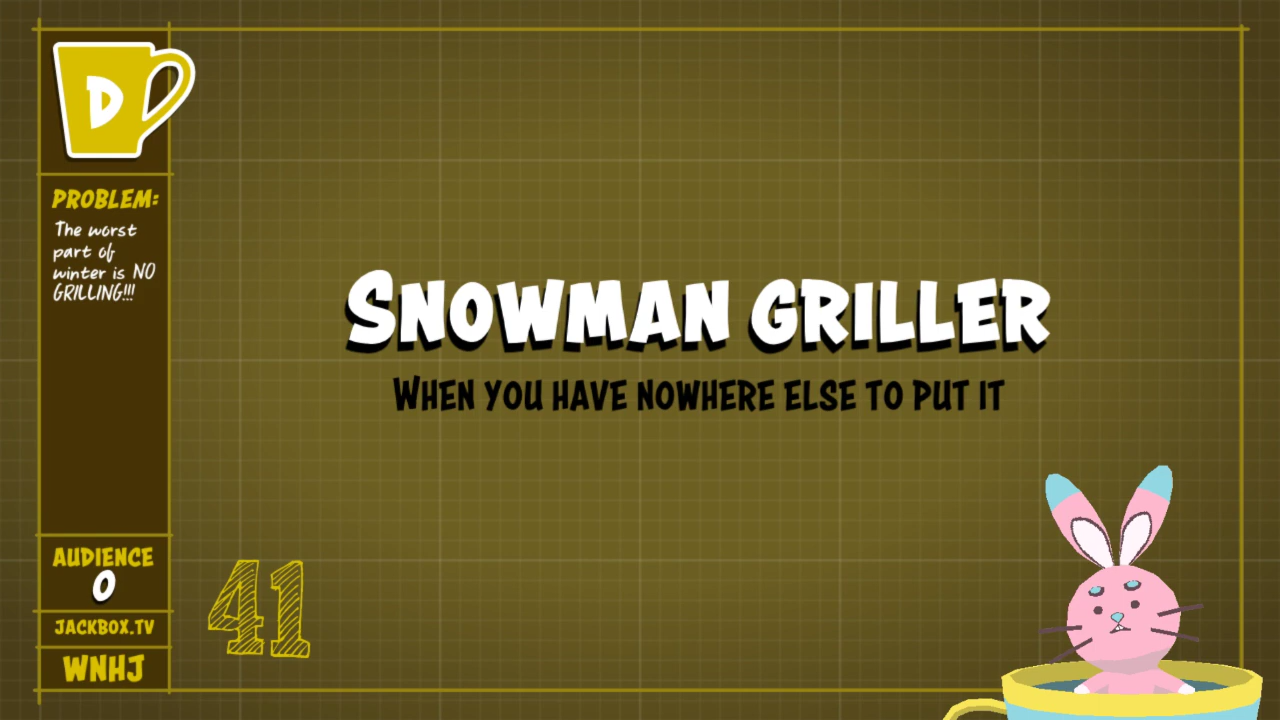 D
PROBLEM:
The worst
part of
winter is NO
GRILLING!!!
SNOWMAN GRILLER
WHEN YOU HAVE NOWHERE ELSE TO PUT IT
AUDIENCE
0
JACKBOX.TV
WNHJ
41